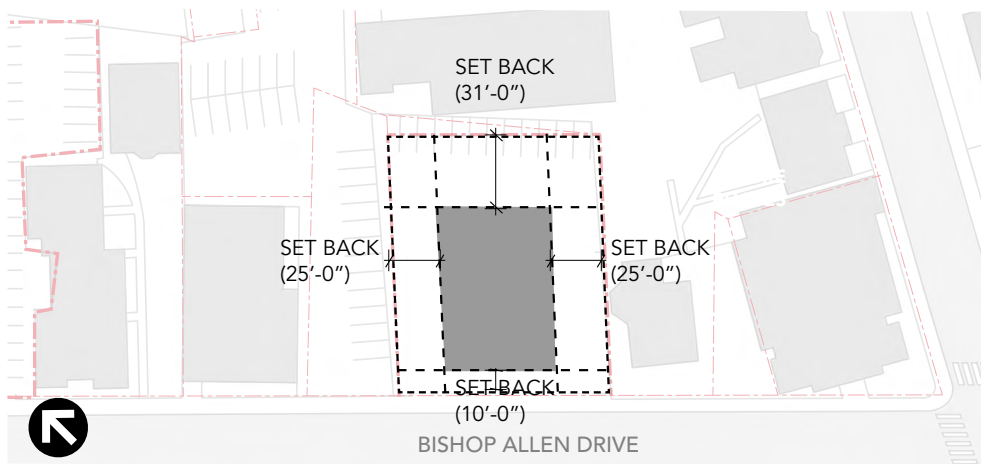 SET BACK
(31’-0”)
SET BACK
(25’-0”)
SET BACK
(25’-0”)
SET BACK
(10’-0”)
BISHOP ALLEN DRIVE